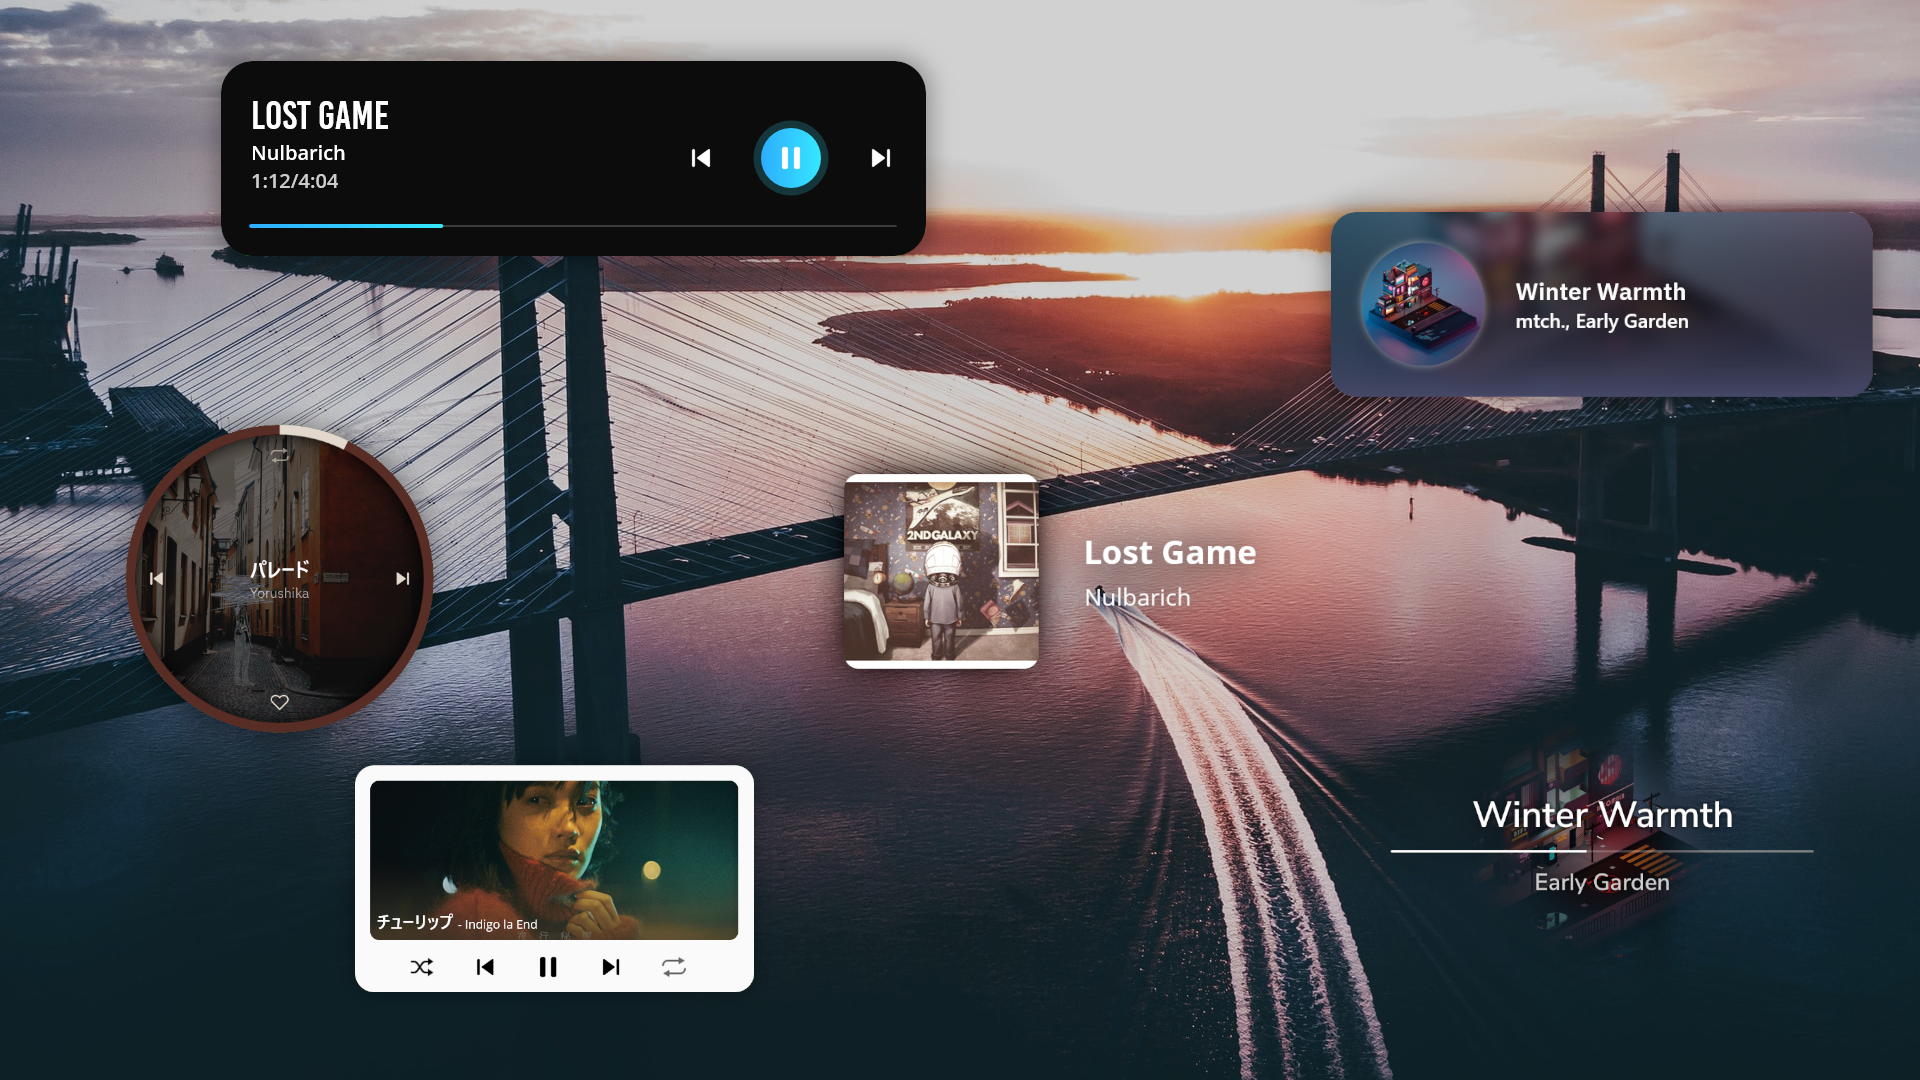 LOST GAME
Nulbarich
1:12/4:04
Winter Warmth
mtch., Early Garden
パレード
Yorushika
2NDGALAXY
Lost Game
Nulbarich
チューリップ - Indigo la End
Winter Warmth
Early Garden